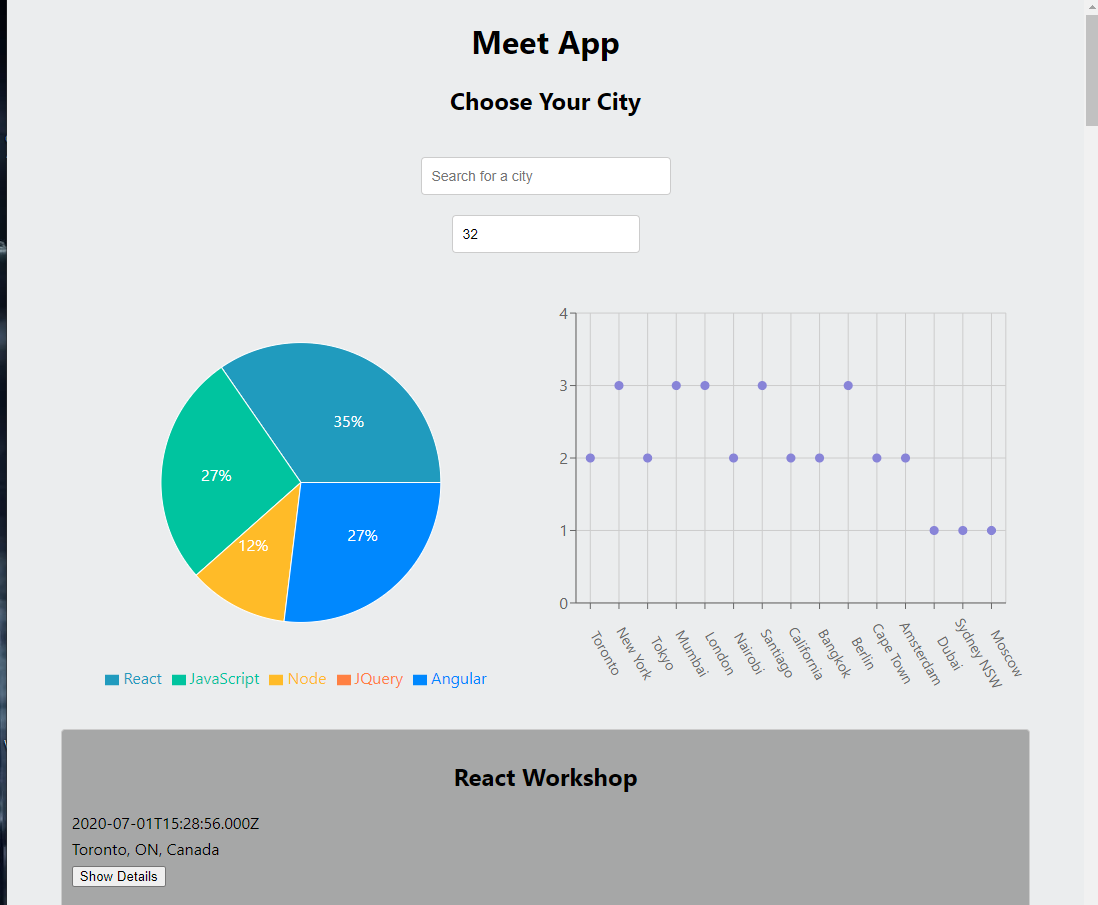 Meet App
Choose Your City
Search for a city
32
35%
27%
12%
27%
React JavaScript Node JQuery Angular
4
3
2
1
0
Toronto New York Tokyo Mumbai London Nairobi Santiago California Bangkok Berlin Cape Town Amsterdam Dubai Sydney NSW Moscow
React Workshop
2020-07-01T15:28:56.000Z
Toronto, ON, Canada
Show Details